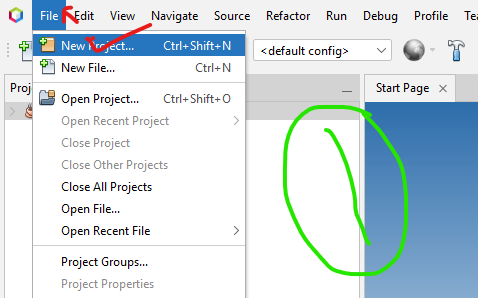 File Edit View Navigate Source Refactor Run Debug Profile Team
New Project... Ctrl+Shift+N
<default config>
New File... Ctrl+N
Start Page
Open Project... Ctrl+Shift+O
Open Recent Project
Close Project
Close Other Projects
Close All Projects
Open File...
Open Recent File
Project Groups...
Project Properties